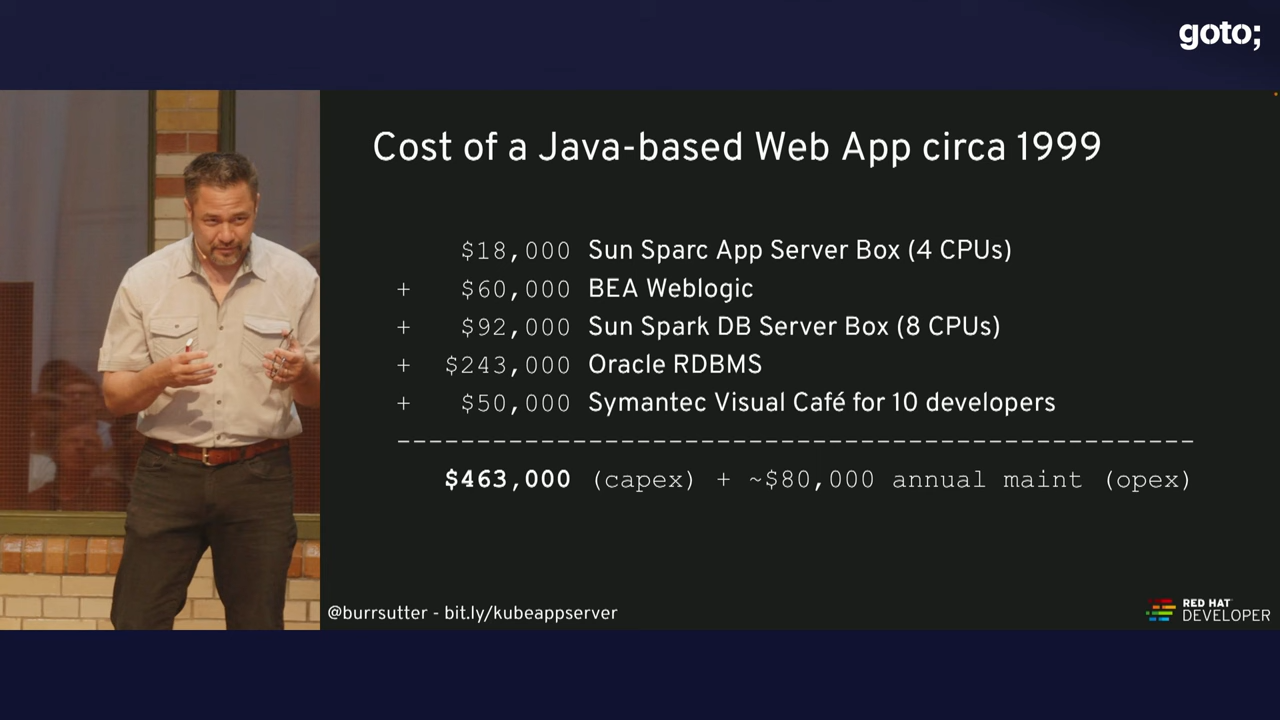 goto;
Cost of a Java-based Web App circa 1999
$18,000 Sun Sparc App Server Box (4 CPUs)
+ $60,000 BEA Weblogic
+ $92,000 Sun Spark DB Server Box (8 CPUs)
+ $243,000 Oracle RDBMS
+ $50,000 Symantec Visual Café for 10 developers
---------------------------------------------------
$463,000 (capex) + ~$80,000 annual maint (opex)
@burrsutter - bit.ly/kubeappserver
RED HAT
DEVELOPER